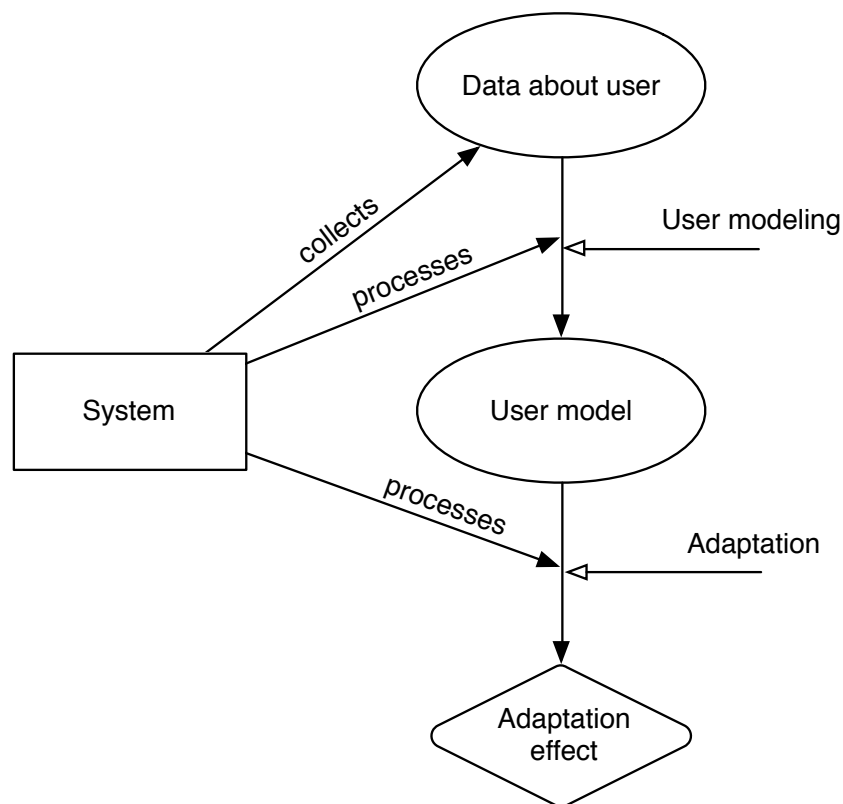 Data about user
collects
User modeling
processes
System
User model
processes
Adaptation
Adaptation
effect